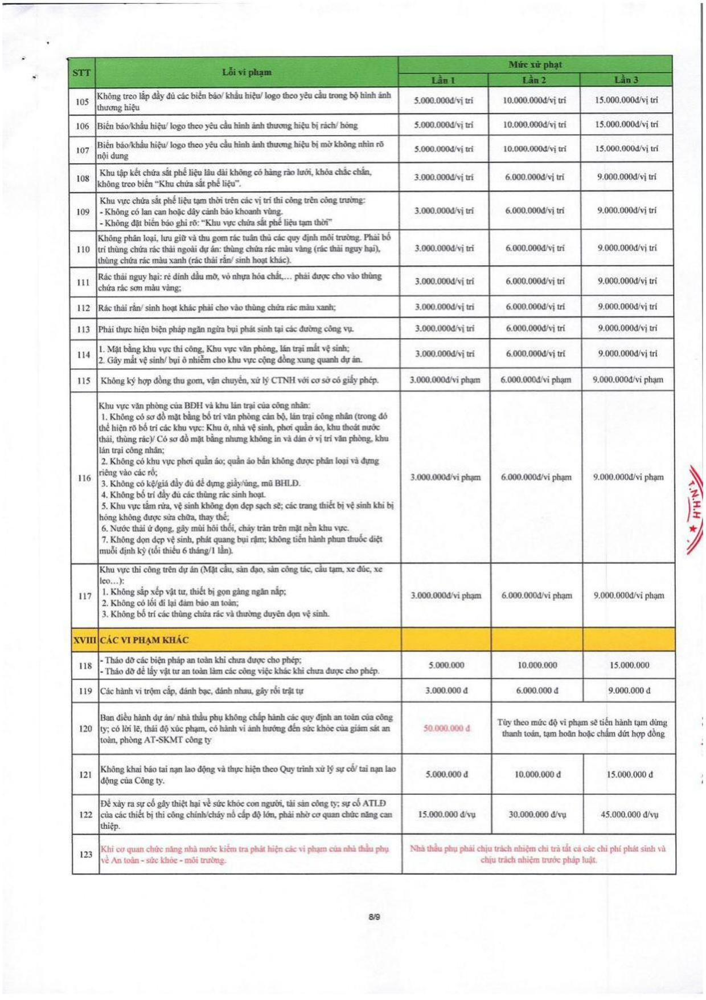 STT
Lỗi vi phạm
Mức xử phạt
Lần 1
Lần 2
Lần 3
105
Không treo lắp đầy đủ các biển báo/ khẩu hiệu/ logo theo yêu cầu trong bộ hình ảnh
thương hiệu
5.000.000đ/vị trí
10.000.000đ/vị trí
15.000.000đ/vị trí
106
Biển báo/khẩu hiệu/ logo theo yêu cầu hình ảnh thương hiệu bị rách/ hỏng
5.000.000đ/vị trí
10.000.000đ/vị trí
15.000.000đ/vị trí
107
Biển báo/khẩu hiệu/ logo theo yêu cầu hình ảnh thương hiệu bị mờ không nhìn rõ
nội dung
5.000.000đ/vị trí
10.000.000đ/vị trí
15.000.000đ/vị trí
108
Khu tập kết chứa sắt phế liệu lâu dài không có hàng rào lưới, khóa chắc chắn,
không treo biển “Khu chứa sắt phế liệu”.
3.000.000đ/vị trí
6.000.000đ/vị trí
9.000.000đ/vị trí
109
Khu vực chứa sắt phế liệu tạm thời trên các vị trí thi công trên công trường:
- Không có lan can hoặc dây cảnh báo khoanh vùng.
- Không đặt biển báo ghi rõ: “Khu vực chứa sắt phế liệu tạm thời”
3.000.000đ/vị trí
6.000.000đ/vị trí
9.000.000đ/vị trí
110
Không phân loại, lưu giữ và thu gom rác tuân thủ các quy định môi trường. Phải bố
trí thùng chứa rác thải ngoài dự án: thùng chứa rác màu vàng (rác thải nguy hại),
thùng chứa rác màu xanh (rác thải rắn/ sinh hoạt khác).
3.000.000đ/vị trí
6.000.000đ/vị trí
9.000.000đ/vị trí
111
Rác thải nguy hại: rẻ dính dầu mỡ, vỏ nhựa hóa chất,... phải được cho vào thùng
chứa rác sơn màu vàng;
3.000.000đ/vị trí
6.000.000đ/vị trí
9.000.000đ/vị trí
112
Rác thải rắn/ sinh hoạt khác phải cho vào thùng chứa rác màu xanh;
3.000.000đ/vị trí
6.000.000đ/vị trí
9.000.000đ/vị trí
113
Phải thực hiện biện pháp ngăn ngừa bụi phát sinh tại các đường công vụ.
3.000.000đ/vị trí
6.000.000đ/vị trí
9.000.000đ/vị trí
114
1. Mặt bằng khu vực thi công, Khu vực văn phòng, lán trại mất vệ sinh;
2. Gây mất vệ sinh/ bụi ô nhiễm cho khu vực cộng đồng xung quanh dự án.
3.000.000đ/vị trí
6.000.000đ/vị trí
9.000.000đ/vị trí
115
Không ký hợp đồng thu gom, vận chuyển, xử lý CTNH với cơ sở có giấy phép.
3.000.000đ/vi phạm
6.000.000đ/vi phạm
9.000.000đ/vi phạm
116
Khu vực văn phòng của BĐH và khu lán trại của công nhân:
1. Không có sơ đồ mặt bằng bố trí văn phòng cán bộ, lán trại công nhân (trong đó
thể hiện rõ bố trí các khu vực: Khu ở, nhà vệ sinh, phơi quần áo, khu thoát nước
thải, thùng rác)/ Có sơ đồ mặt bằng nhưng không in và dán ở vị trí văn phòng, khu
lán trại công nhân;
2. Không có khu vực phơi quần áo; quần áo bẩn không được phân loại và đựng
riêng vào các rổ;
3. Không có kệ/giá đầy đủ để đựng giầy/ủng, mũ BHLĐ.
4. Không bố trí đầy đủ các thùng rác sinh hoạt.
5. Khu vực tắm rửa, vệ sinh không dọn dẹp sạch sẽ; các trang thiết bị vệ sinh khi bị
hỏng không được sửa chữa, thay thế;
6. Nước thải ứ đọng, gây mùi hôi thối, chảy tràn trên mặt nền khu vực.
7. Không dọn dẹp vệ sinh, phát quang bụi rậm; không tiến hành phun thuốc diệt
muỗi định kỳ (tối thiểu 6 tháng/1 lần).
3.000.000đ/vi phạm
6.000.000đ/vi phạm
9.000.000đ/vi phạm
T.N.H.H
117
Khu vực thi công trên dự án (Mặt cầu, sàn đạo, sàn công tác, cầu tạm, xe đúc, xe
leo...):
1. Không sắp xếp vật tư, thiết bị gọn gàng ngăn nắp;
2. Không có lối đi lại đảm bảo an toàn;
3. Không bố trí các thùng chứa rác và thường duyên dọn vệ sinh.
3.000.000đ/vi phạm
6.000.000đ/vi phạm
9.000.000đ/vi phạm
XVIII
CÁC VI PHẠM KHÁC
118
- Tháo dỡ các biện pháp an toàn khi chưa được cho phép;
- Tháo dỡ để lấy vật tư an toàn làm các công việc khác khi chưa được cho phép.
5.000.000
10.000.000
15.000.000
119
Các hành vi trộm cắp, đánh bạc, đánh nhau, gây rối trật tự
3.000.000 đ
6.000.000 đ
9.000.000 đ
120
Ban điều hành dự án/ nhà thầu phụ không chấp hành các quy định an toàn của công
ty; có lời lẽ, thái độ xúc phạm, có hành vi ảnh hưởng đến sức khỏe của giám sát an
toàn, phòng AT-SKMT công ty
50.000.000 đ
Tùy theo mức độ vi phạm sẽ tiến hành tạm dừng
thanh toán, tạm hoãn hoặc chấm dứt hợp đồng
121
Không khai báo tai nạn lao động và thực hiện theo Quy trình xử lý sự cố/ tai nạn lao
động của Công ty.
5.000.000 đ
10.000.000 đ
15.000.000 đ
122
Để xảy ra sự cố gây thiệt hại về sức khỏe con người, tài sản công ty; sự cố ATLĐ
của các thiết bị thi công chính/cháy nổ cấp độ lớn, phải nhờ cơ quan chức năng can
thiệp.
15.000.000 đ/vụ
30.000.000 đ/vụ
45.000.000 đ/vụ
123
Khi cơ quan chức năng nhà nước kiểm tra phát hiện các vi phạm của nhà thầu phụ
về An toàn - sức khỏe - môi trường.
Nhà thầu phụ phải chịu trách nhiệm chi trả tất cả các chi phí phát sinh và
chịu trách nhiệm trước pháp luật.
8/9